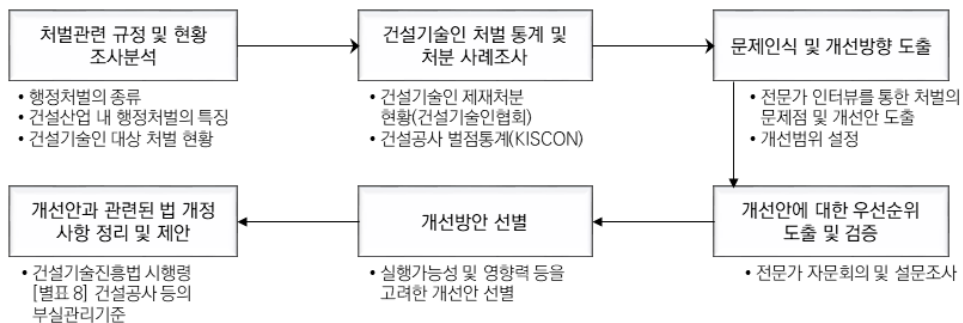 처벌관련 규정 및 현황
조사분석
• 행정처벌의 종류
• 건설산업 내 행정처벌의 특징
• 건설기술인 대상 처벌 현황
건설기술인 처벌 통계 및
처분 사례조사
• 건설기술인 제재처분
현황(건설기술인협회)
• 건설공사 벌점통계(KISCON)
문제인식 및 개선방향 도출
• 전문가 인터뷰를 통한 처벌의
문제점 및 개선안 도출
• 개선범위 설정
개선안에 대한 우선순위
도출 및 검증
• 전문가 자문회의 및 설문조사
개선방안 선별
• 실행가능성 및 영향력 등을
고려한 개선안 선별
개선안과 관련된 법 개정
사항 정리 및 제안
• 건설기술진흥법 시행령
[별표 8] 건설공사 등의
부실관리기준